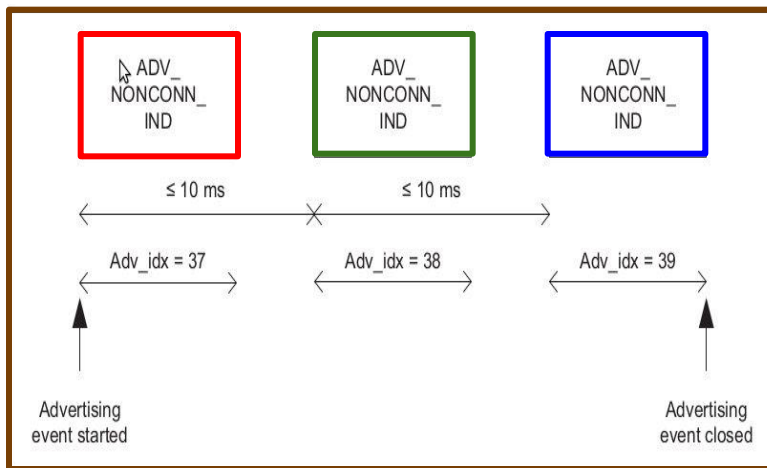 ADV_
NONCONN_
IND
ADV_
NONCONN_
IND
ADV_
NONCONN_
IND
≤ 10 ms
≤ 10 ms
Adv_idx = 37
Adv_idx = 38
Adv_idx = 39
Advertising
event started
Advertising
event closed